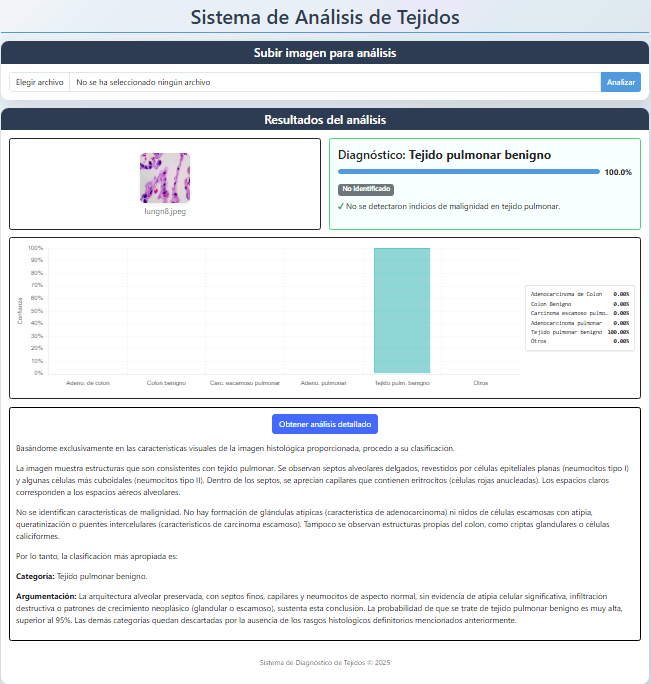 Sistema de Análisis de Tejidos
Subir imagen para análisis
Elegir archivo No se ha seleccionado ningún archivo Analizar
Resultados del análisis
lungn8.jpeg
Diagnóstico: Tejido pulmonar benigno
100.0%
No identificado
✓ No se detectaron indicios de malignidad en tejido pulmonar.
Confianza
100%
90%
80%
70%
60%
50%
40%
30%
20%
10%
0%
Adeno. de colon Colon benigno Carc. escamoso pulmonar Adeno. pulmonar Tejido pulm. benigno Otros
Adenocarcinoma de Colon 0.00%
Colon Benigno 0.00%
Carcinoma escamoso pulmo… 0.00%
Adenocarcinoma pulmonar 0.00%
Tejido pulmonar benigno 100.00%
Otros 0.00%
Obtener análisis detallado
Basándome exclusivamente en las características visuales de la imagen histológica proporcionada, procedo a su clasificación.
La imagen muestra estructuras que son consistentes con tejido pulmonar. Se observan septos alveolares delgados, revestidos por células epiteliales planas (neumocitos tipo I)
y algunas células más cuboidales (neumocitos tipo II). Dentro de los septos, se aprecian capilares que contienen eritrocitos (células rojas anucleadas). Los espacios claros
corresponden a los espacios aéreos alveolares.
No se identifican características de malignidad. No hay formación de glándulas atípicas (característica de adenocarcinoma) ni nidos de células escamosas con atipia,
queratinización o puentes intercelulares (característicos de carcinoma escamoso). Tampoco se observan estructuras propias del colon, como criptas glandulares o células
caliciformes.
Por lo tanto, la clasificación más apropiada es:
Categoría: Tejido pulmonar benigno.
Argumentación: La arquitectura alveolar preservada, con septos finos, capilares y neumocitos de aspecto normal, sin evidencia de atipia celular significativa, infiltración
destructiva o patrones de crecimiento neoplásico (glandular o escamoso), sustenta esta conclusión. La probabilidad de que se trate de tejido pulmonar benigno es muy alta,
superior al 95%. Las demás categorías quedan descartadas por la ausencia de los rasgos histológicos definitorios mencionados anteriormente.
Sistema de Diagnóstico de Tejidos © 2025